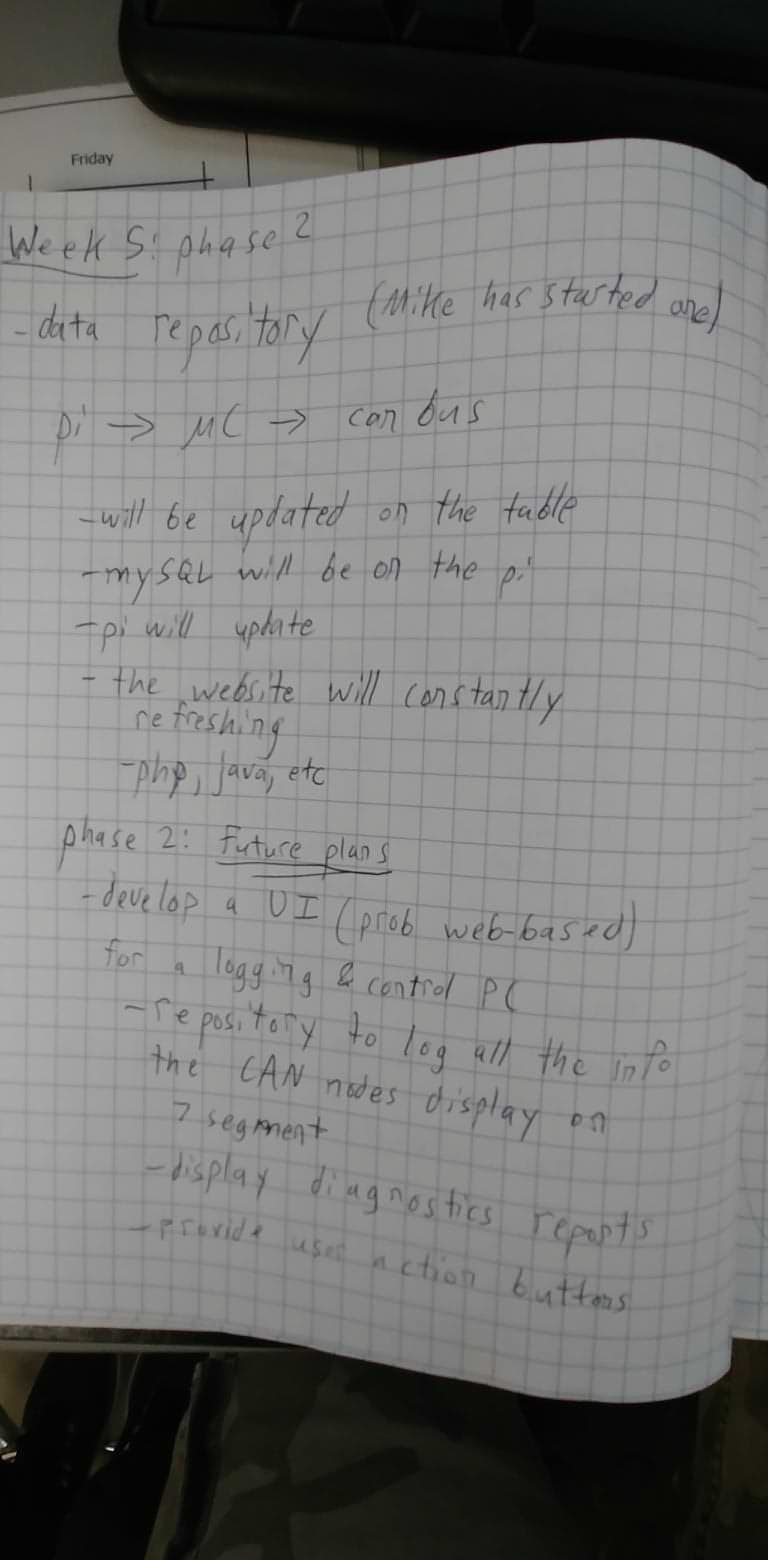 Friday
Week 5: phase 2
- data repository (Mike has started one)
pi → μC → can bus
- will be updated on the table
- mySQL will be on the pi
- pi will update
- the website will constantly
refreshing
- php, java, etc
phase 2: Future plans
- develop a UI (prob web-based)
for a logging & control PC
- repository to log all the info
the CAN nodes display on
7 segment
- display diagnostics reports
- provide user action buttons